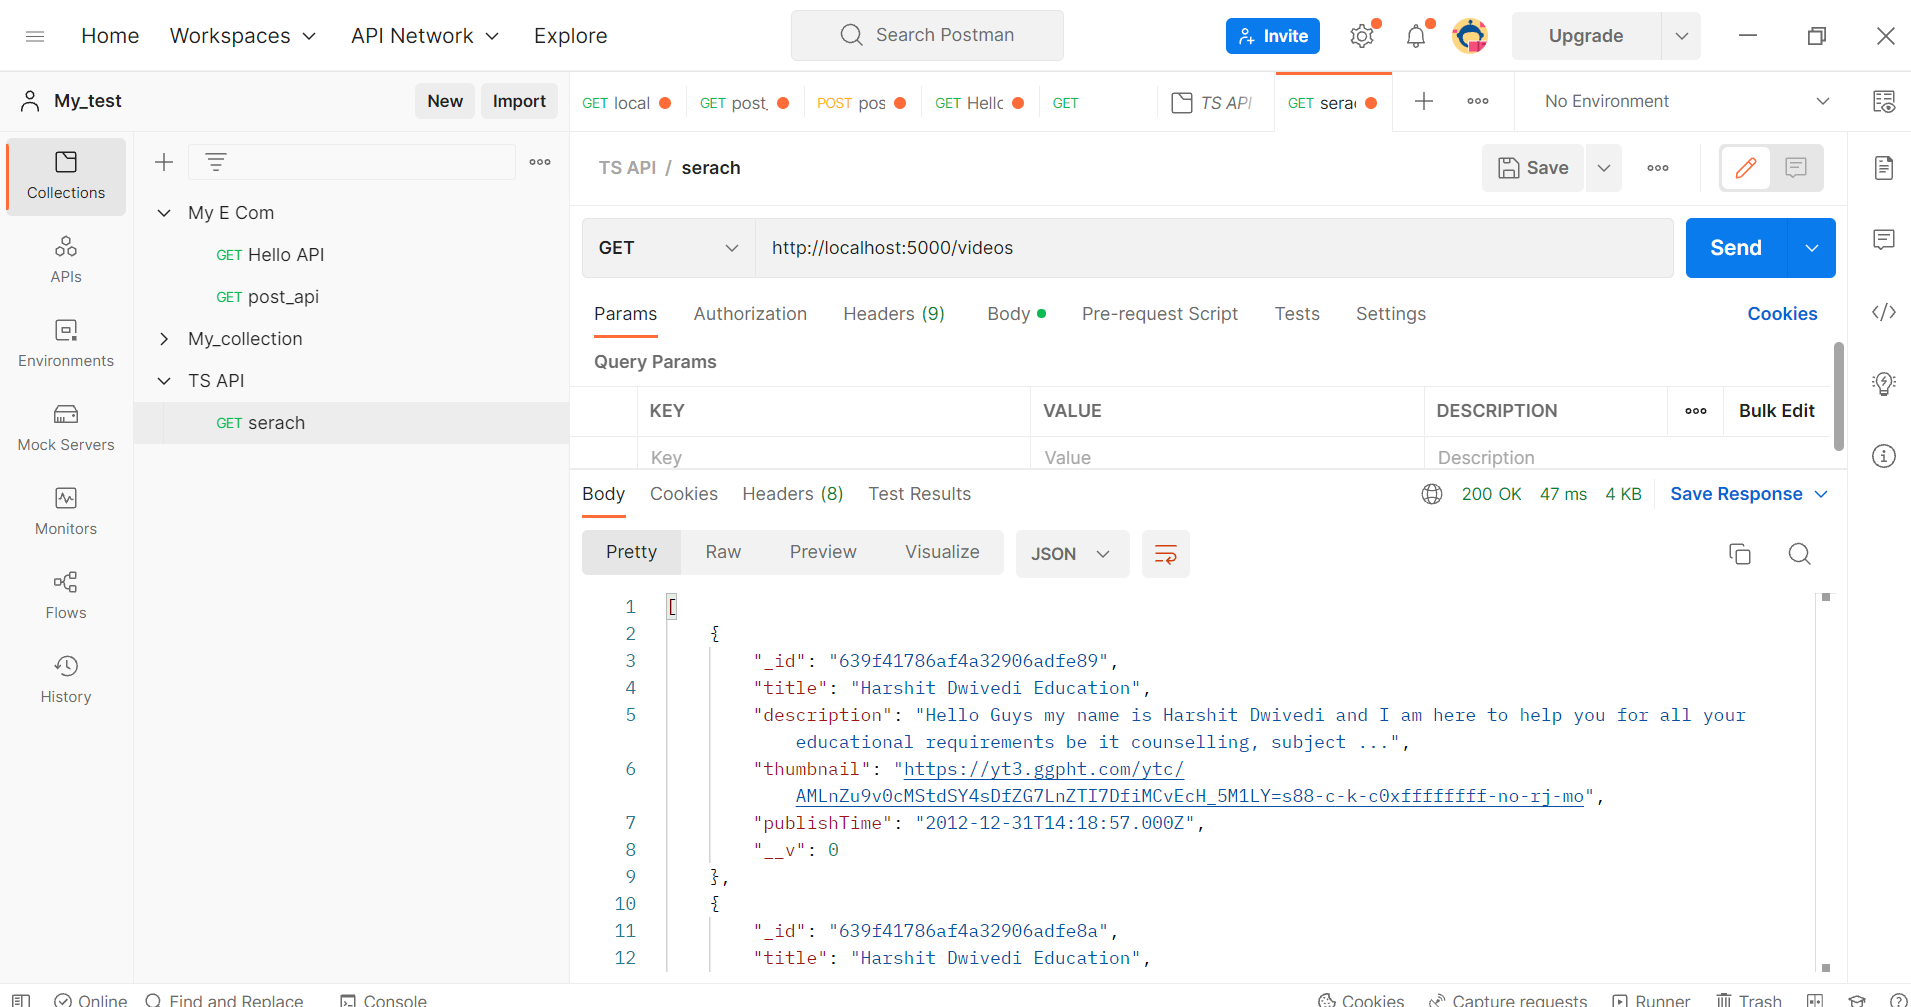 Home Workspaces API Network Explore Search Postman Invite Upgrade
My_test New Import GET local GET post_ POST pos GET Hello GET TS API GET serac No Environment
Collections
APIs
Environments
Mock Servers
Monitors
Flows
History
My E Com
GET Hello API
GET post_api
My_collection
TS API
GET serach
TS API / serach Save
GET http://localhost:5000/videos Send
Params Authorization Headers (9) Body Pre-request Script Tests Settings Cookies
Query Params
KEY VALUE DESCRIPTION Bulk Edit
Key Value Description
Body Cookies Headers (8) Test Results 200 OK 47 ms 4 KB Save Response
Pretty Raw Preview Visualize JSON
1 [
2 {
3 "_id": "639f41786af4a32906adfe89",
4 "title": "Harshit Dwivedi Education",
5 "description": "Hello Guys my name is Harshit Dwivedi and I am here to help you for all your
educational requirements be it counselling, subject ...",
6 "thumbnail": "https://yt3.ggpht.com/ytc/
AMLnZu9v0cMStdSY4sDfZG7LnZTI7DfiMCvEcH_5M1LY=s88-c-k-c0xffffffff-no-rj-mo",
7 "publishTime": "2012-12-31T14:18:57.000Z",
8 "__v": 0
9 },
10 {
11 "_id": "639f41786af4a32906adfe8a",
12 "title": "Harshit Dwivedi Education",
Online Find and Replace Console Cookies Capture requests Runner Trash